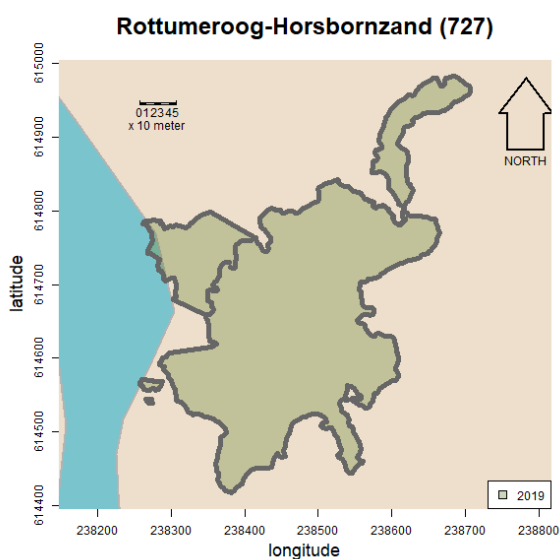 Rottumeroog-Horsbornzand (727)
615000
614900
614800
614700
614600
614500
614400
latitude
012345
x 10 meter
NORTH
2019
238200 238300 238400 238500 238600 238700 238800
longitude